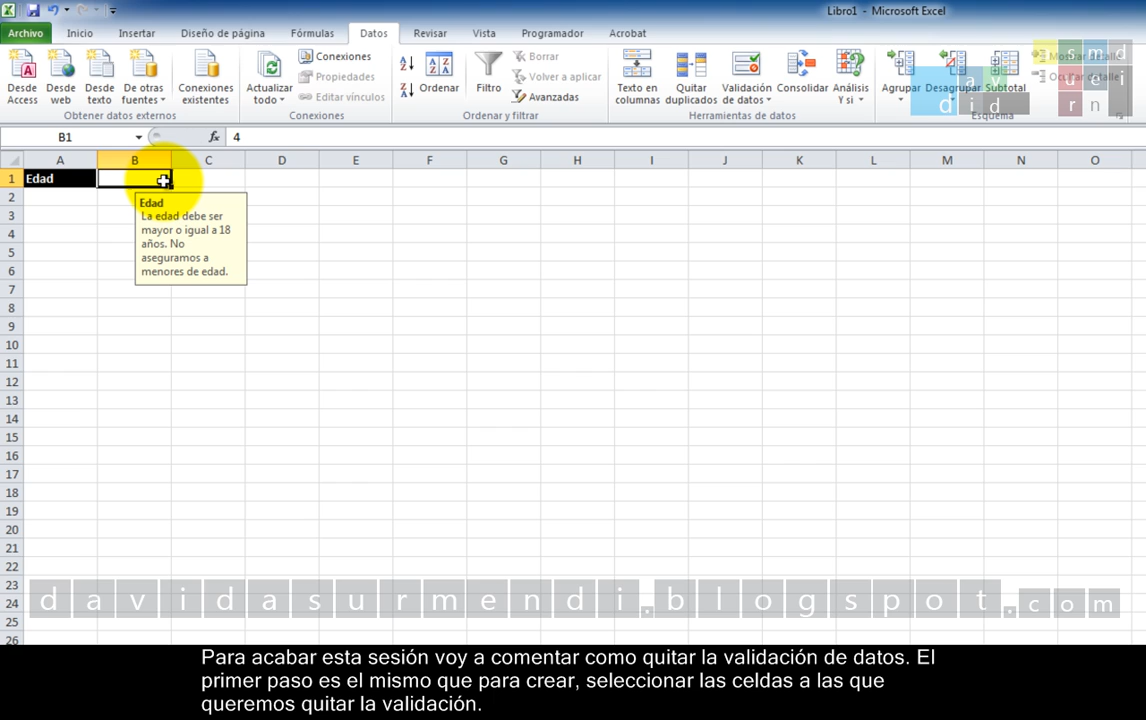 Libro1 - Microsoft Excel
Archivo Inicio Insertar Diseño de página Fórmulas Datos Revisar Vista Programador Acrobat
Desde Access
Desde web
Desde texto
De otras fuentes
Conexiones existentes
Obtener datos externos
Actualizar todo
Conexiones
Propiedades
Editar vínculos
Conexiones
Ordenar
Filtro
Borrar
Volver a aplicar
Avanzadas
Ordenar y filtrar
Texto en columnas
Quitar duplicados
Validación de datos
Consolidar
Análisis Y si
Herramientas de datos
Agrupar
Desagrupar
Subtotal
Mostrar detalle
Ocultar detalle
Esquema
david
asurmendi
B1 fx 4
A B C D E F G H I J K L M N O
1 Edad
2
3
4
5
6
7
8
9
10
11
12
13
14
15
16
17
18
19
20
21
22
23
24
25
26
Edad
La edad debe ser
mayor o igual a 18
años. No
aseguramos a
menores de edad.
davidasurmendi.blogspot.com
Para acabar esta sesión voy a comentar como quitar la validación de datos. El
primer paso es el mismo que para crear, seleccionar las celdas a las que
queremos quitar la validación.